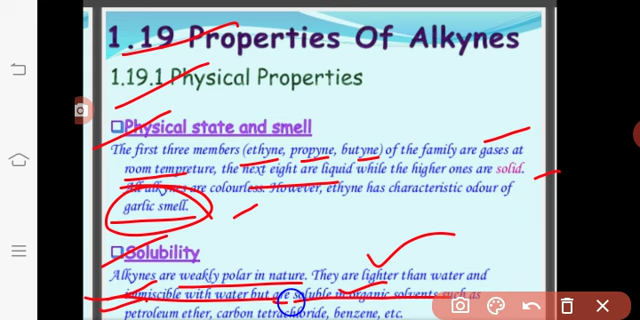 1.19 Properties Of Alkynes
1.19.1 Physical Properties
Physical state and smell
The first three members (ethyne, propyne, butyne) of the family are gases at
room tempreture, the next eight are liquid while the higher ones are solid.
All alkynes are colourless. However, ethyne has characteristic odour of
garlic smell.
Solubility
Alkynes are weakly polar in nature. They are lighter than water and
immiscible with water but are soluble in organic solvents such as
petroleum ether, carbon tetrachloride, benzene, etc.